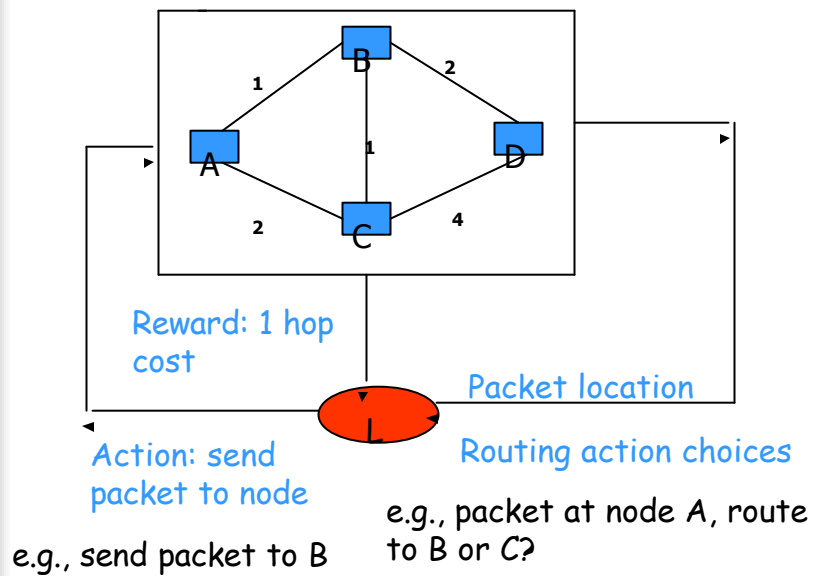 B
1
2
A
1
D
2
C
4
Reward: 1 hop
cost
Packet location
L
Action: send
packet to node
Routing action choices
e.g., packet at node A, route
to B or C?
e.g., send packet to B